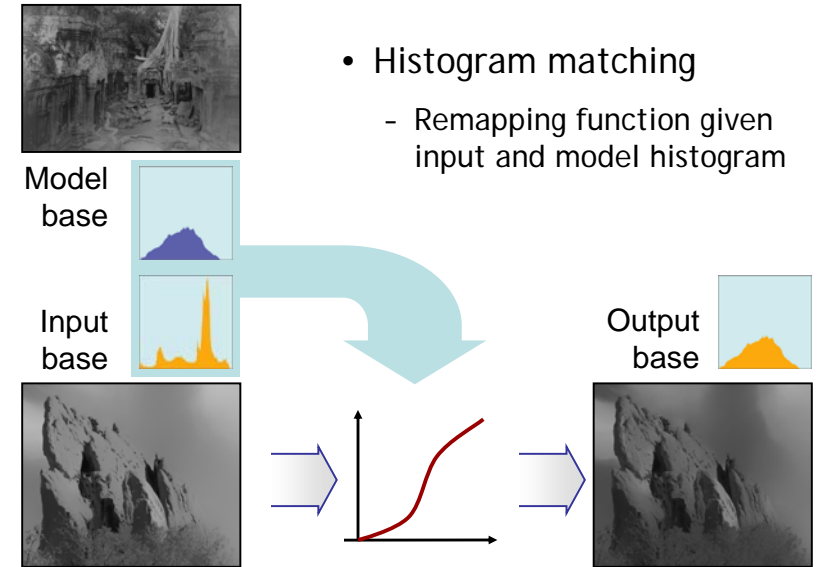 • Histogram matching
– Remapping function given
input and model histogram
Model
base
Input
base
Output
base